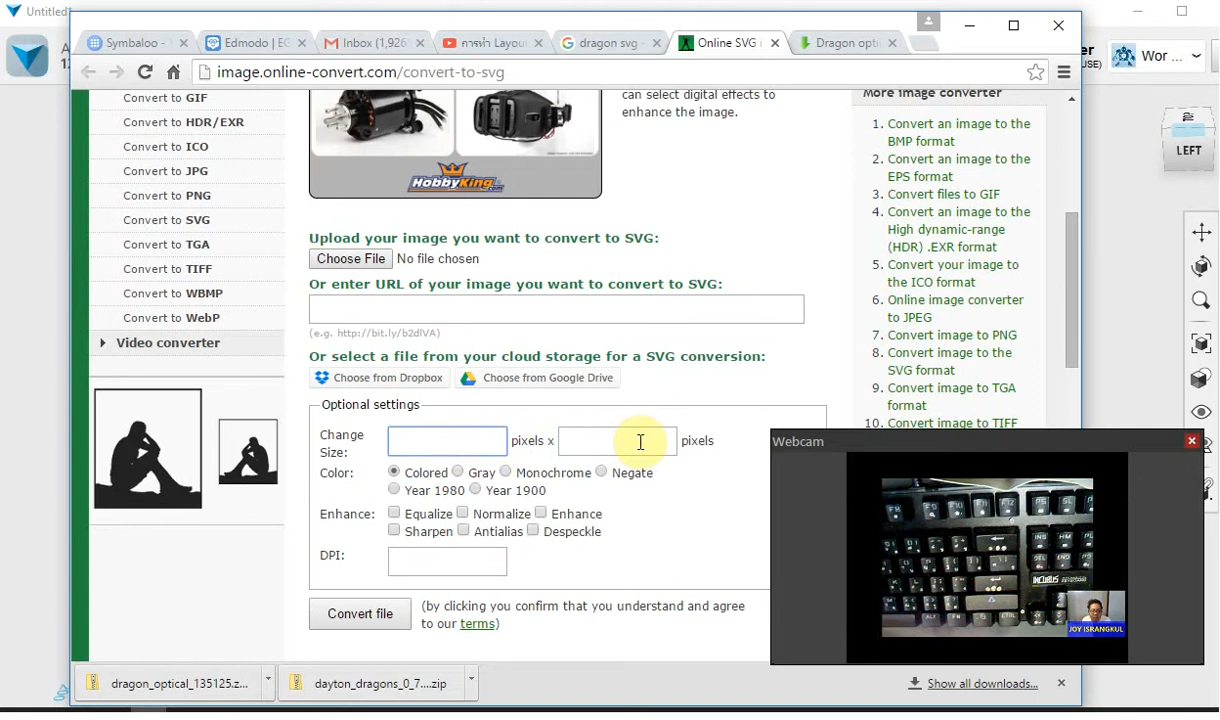 Untitled
Symbaloo -
Edmodo | EG
Inbox (1,926
การทำ Layou
dragon svg -
Online SVG i
Dragon opti
image.online-convert.com/convert-to-svg
Wor ...
USE)
LEFT
Convert to GIF
Convert to HDR/EXR
Convert to ICO
Convert to JPG
Convert to PNG
Convert to SVG
Convert to TGA
Convert to TIFF
Convert to WBMP
Convert to WebP
Video converter
HobbyKing
.com
can select digital effects to
enhance the image.
Upload your image you want to convert to SVG:
Choose File No file chosen
Or enter URL of your image you want to convert to SVG:
(e.g. http://bit.ly/b2dlVA)
Or select a file from your cloud storage for a SVG conversion:
Choose from Dropbox Choose from Google Drive
Optional settings
Change Size: pixels x pixels
Color: Colored Gray Monochrome Negate
Year 1980 Year 1900
Enhance: Equalize Normalize Enhance
Sharpen Antialias Despeckle
DPI:
Convert file (by clicking you confirm that you understand and agree
to our terms)
More image converter
1. Convert an image to the
BMP format
2. Convert an image to the
EPS format
3. Convert files to GIF
4. Convert an image to the
High dynamic-range
(HDR) .EXR format
5. Convert your image to
the ICO format
6. Online image converter
to JPEG
7. Convert image to PNG
8. Convert image to the
SVG format
9. Convert image to TGA
format
10. Convert image to TIFF
Webcam
JOY ISRANGKUL
dragon_optical_135125.z...
dayton_dragons_0_7....zip
Show all downloads...